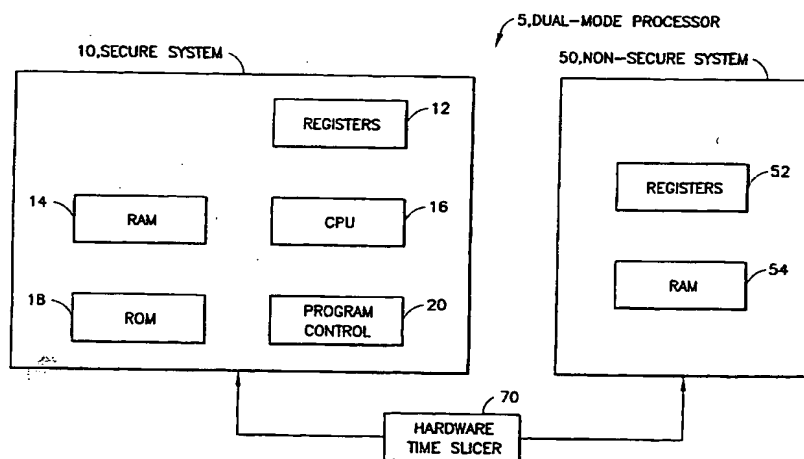 5,DUAL-MODE PROCESSOR
10,SECURE SYSTEM
50,NON-SECURE SYSTEM
12
REGISTERS
52
REGISTERS
14
RAM
16
CPU
54
RAM
18
ROM
20
PROGRAM
CONTROL
70
HARDWARE
TIME SLICER